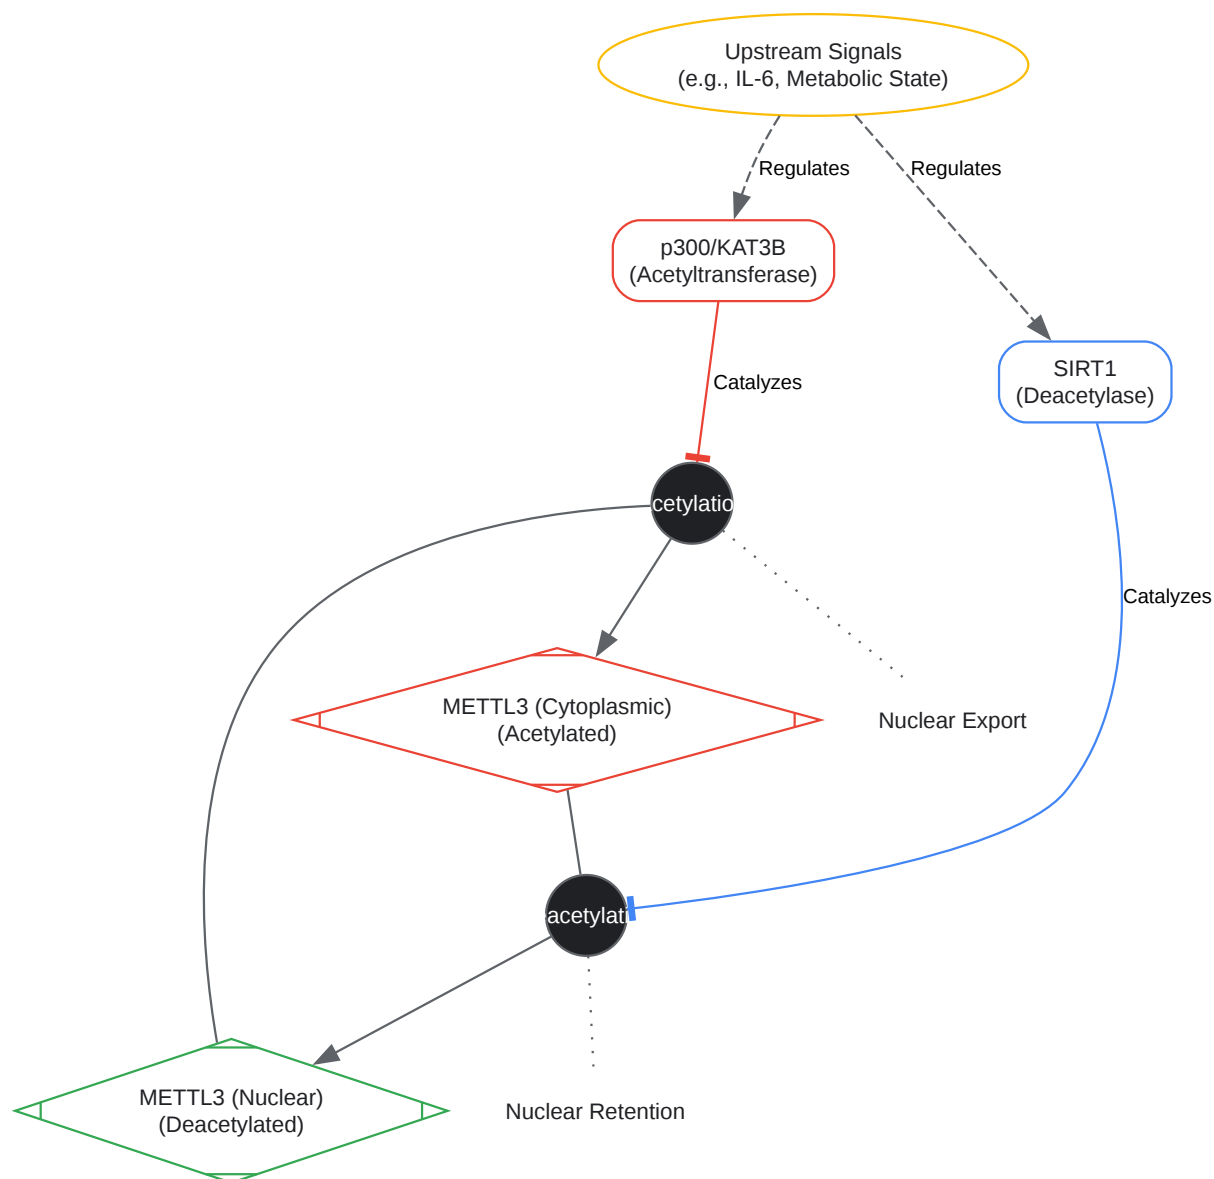 Upstream Signals
(e.g., IL-6, Metabolic State)
Regulates
Regulates
p300/KAT3B
(Acetyltransferase)
SIRT1
(Deacetylase)
Catalyzes
cetylatio
Catalyzes
METTL3 (Cytoplasmic)
(Acetylated)
Nuclear Export
acetylati
METTL3 (Nuclear)
(Deacetylated)
Nuclear Retention